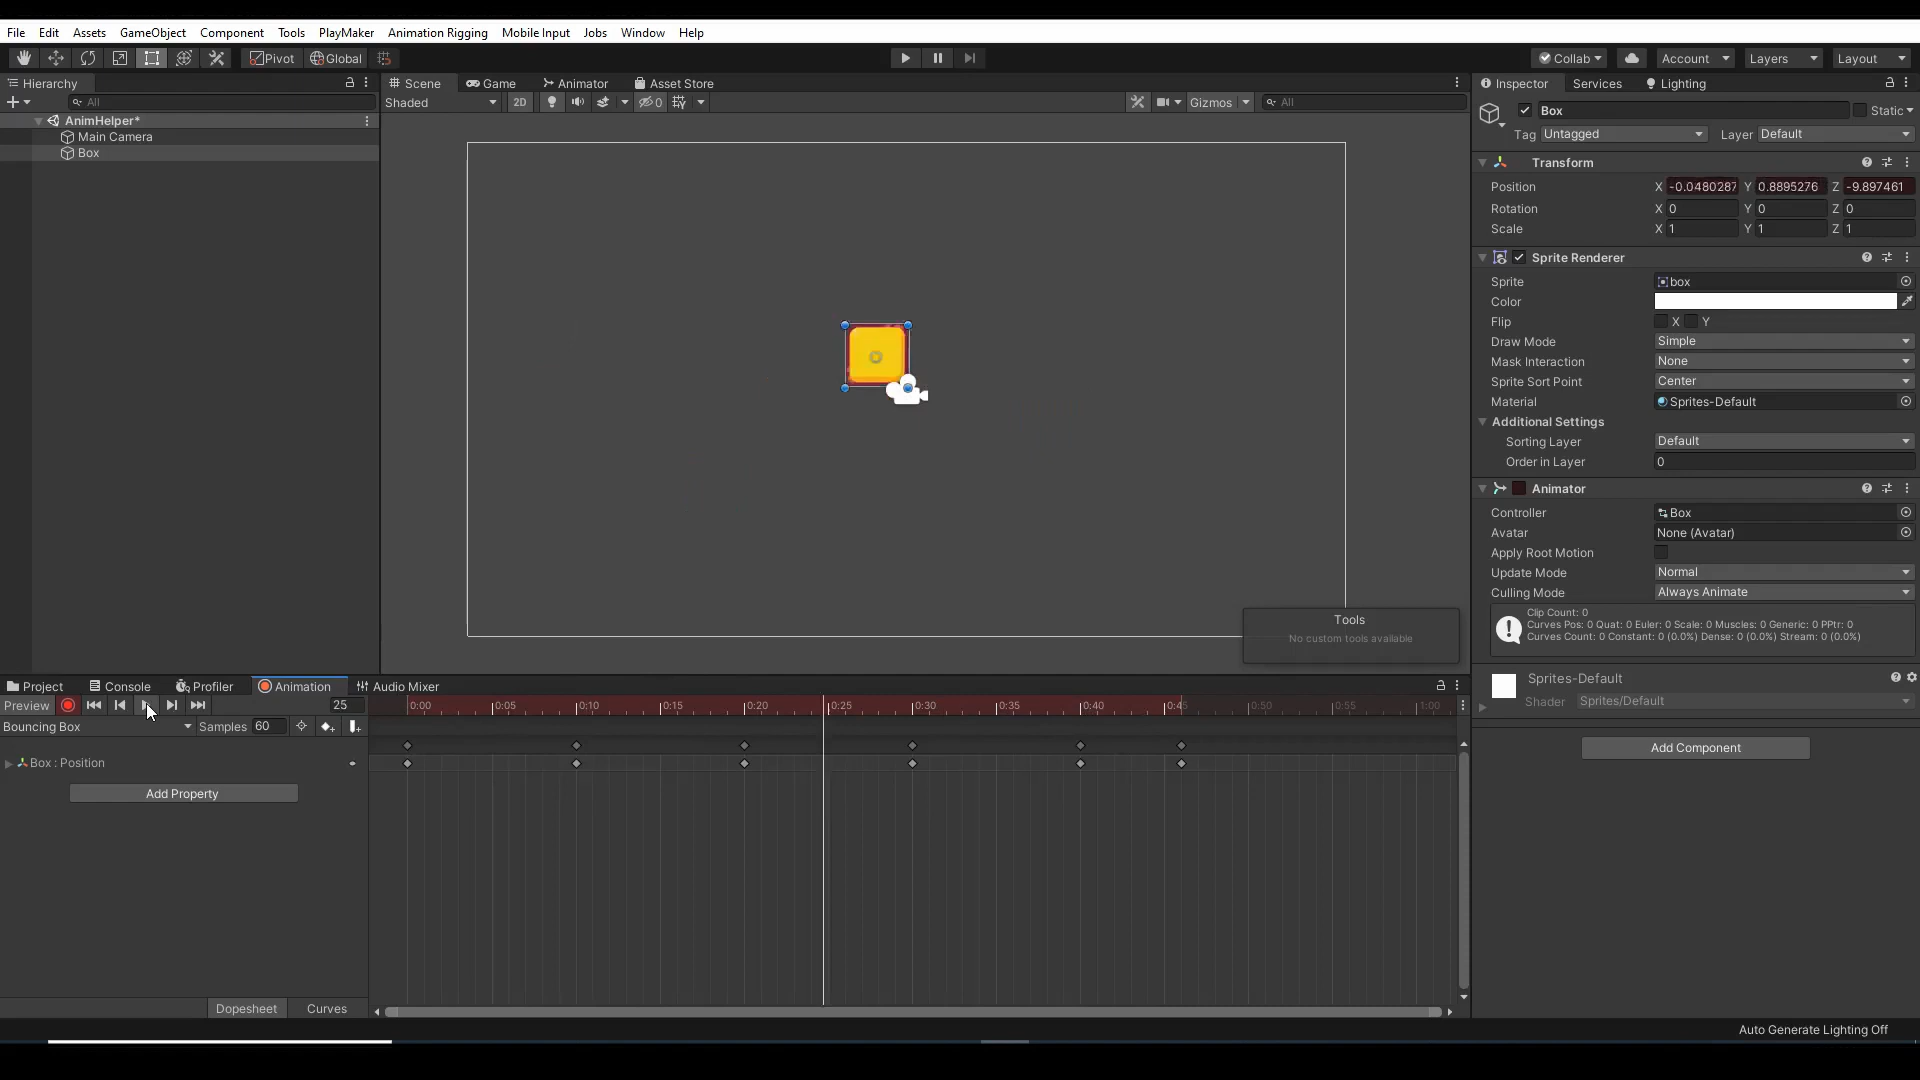 File Edit Assets GameObject Component Tools PlayMaker Animation Rigging Mobile Input Jobs Window Help
Pivot Global Collab Account Layers Layout
Hierarchy Scene Game Animator Asset Store Inspector Services Lighting
All Shaded 2D 0 Gizmos All
AnimHelper*
Main Camera
Box
Box Static
Tag Untagged Layer Default
Transform
Position X -0.0480287 Y 0.8895276 Z -9.897461
Rotation X 0 Y 0 Z 0
Scale X 1 Y 1 Z 1
Sprite Renderer
Sprite box
Color
Flip X Y
Draw Mode Simple
Mask Interaction None
Sprite Sort Point Center
Material Sprites-Default
Additional Settings
Sorting Layer Default
Order in Layer 0
Animator
Controller Box
Avatar None (Avatar)
Apply Root Motion
Update Mode Normal
Culling Mode Always Animate
Clip Count: 0
Curves Pos: 0 Quat: 0 Euler: 0 Scale: 0 Muscles: 0 Generic: 0 PPtr: 0
Curves Count: 0 Constant: 0 (0.0%) Dense: 0 (0.0%) Stream: 0 (0.0%)
Tools
No custom tools available
Sprites-Default
Shader Sprites/Default
Add Component
Project Console Profiler Animation Audio Mixer
Preview 25 0:00 0:05 0:10 0:15 0:20 0:25 0:30 0:35 0:40 0:45 0:50 0:55 1:00
Bouncing Box Samples 60
Box : Position
Add Property
Dopesheet Curves
Auto Generate Lighting Off